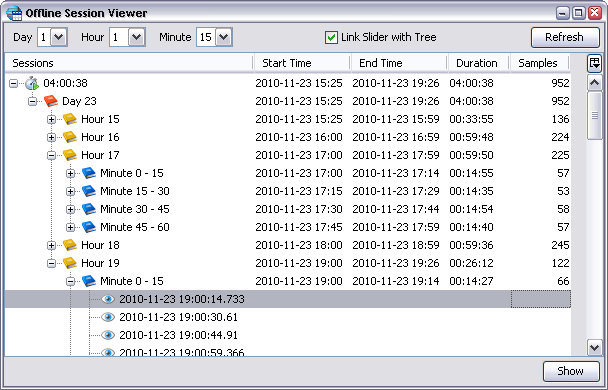 Offline Session Viewer
Day 1 Hour 1 Minute 15 Link Slider with Tree Refresh
Sessions Start Time End Time Duration Samples
04:00:38 2010-11-23 15:25 2010-11-23 19:26 04:00:38 952
Day 23 2010-11-23 15:25 2010-11-23 19:26 04:00:38 952
Hour 15 2010-11-23 15:25 2010-11-23 15:59 00:33:55 136
Hour 16 2010-11-23 16:00 2010-11-23 16:59 00:59:48 224
Hour 17 2010-11-23 17:00 2010-11-23 17:59 00:59:50 225
Minute 0 - 15 2010-11-23 17:00 2010-11-23 17:14 00:14:55 57
Minute 15 - 30 2010-11-23 17:15 2010-11-23 17:29 00:14:35 53
Minute 30 - 45 2010-11-23 17:30 2010-11-23 17:44 00:14:54 58
Minute 45 - 60 2010-11-23 17:45 2010-11-23 17:59 00:14:40 57
Hour 18 2010-11-23 18:00 2010-11-23 18:59 00:59:36 245
Hour 19 2010-11-23 19:00 2010-11-23 19:26 00:26:12 122
Minute 0 - 15 2010-11-23 19:00 2010-11-23 19:14 00:14:27 66
2010-11-23 19:00:14.733
2010-11-23 19:00:30.61
2010-11-23 19:00:44.91
2010-11-23 19:00:59.366
Show